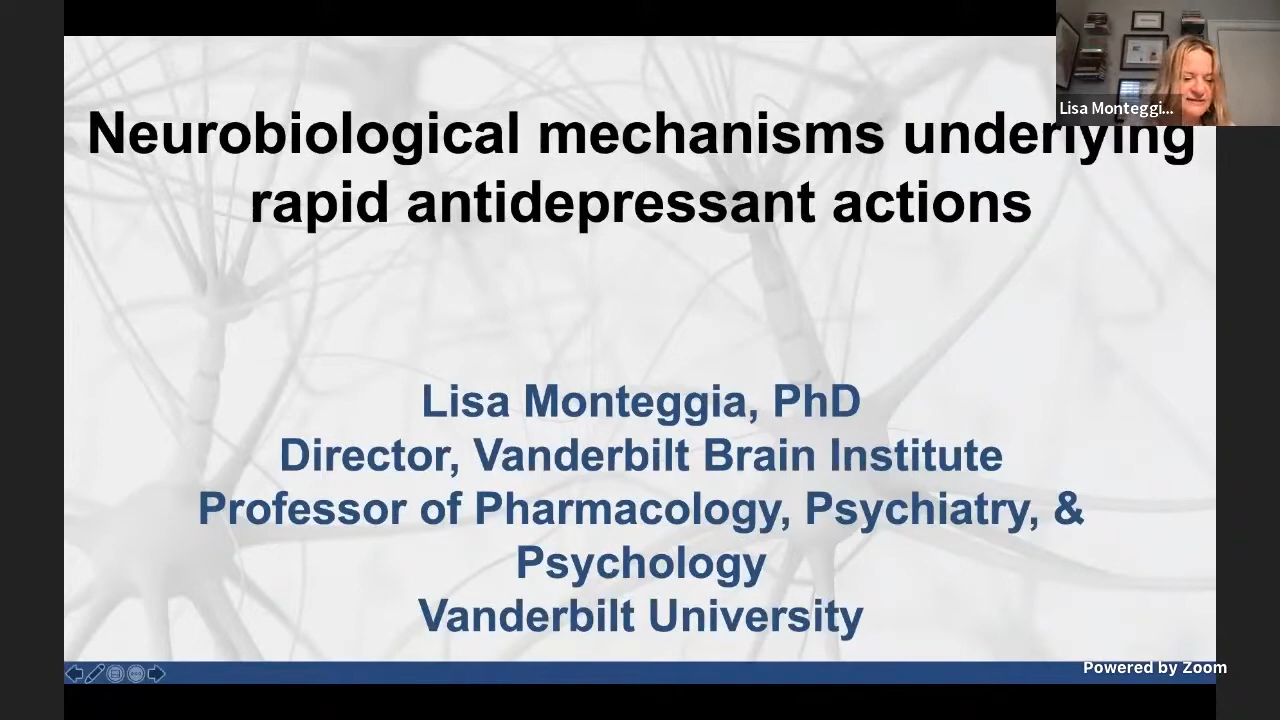 Lisa Monteggi...
Neurobiological mechanisms underlying
rapid antidepressant actions
Lisa Monteggia, PhD
Director, Vanderbilt Brain Institute
Professor of Pharmacology, Psychiatry, &
Psychology
Vanderbilt University
Powered by Zoom